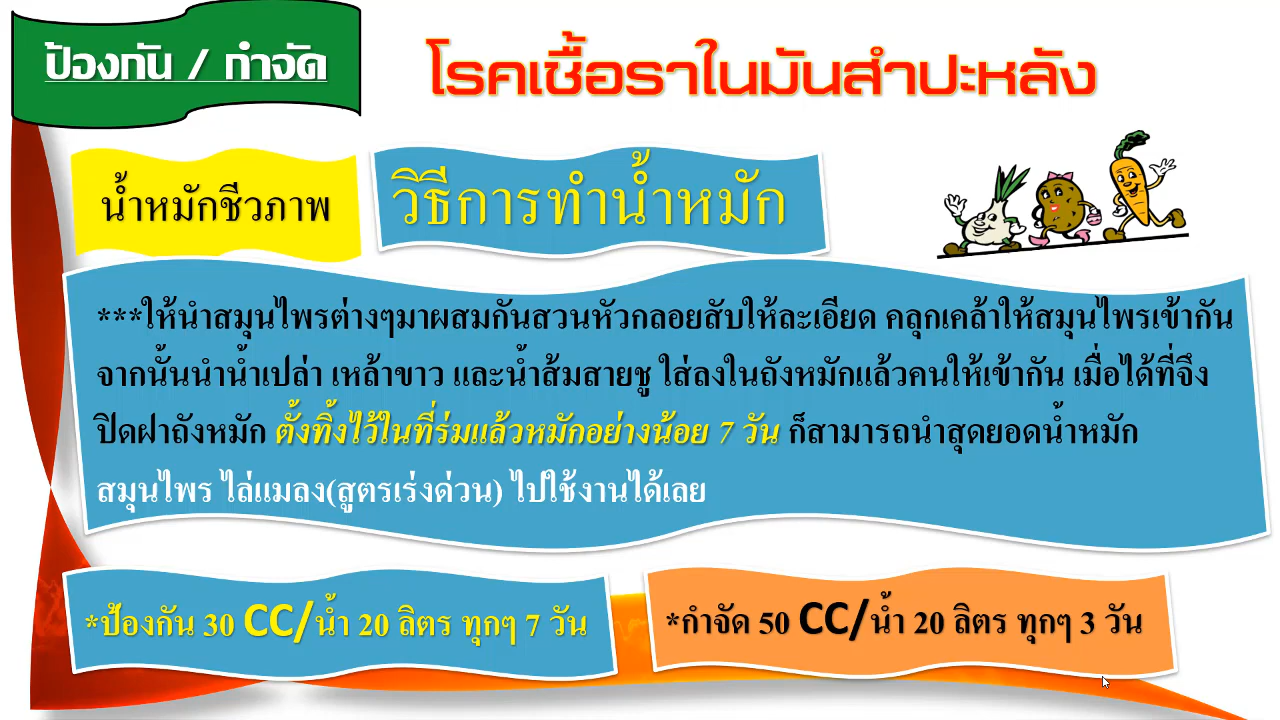 ป้องกัน / กำจัด
โรคเชื้อราในมันสำปะหลัง
น้ำหมักชีวภาพ
วิธีการทำน้ำหมัก
***ให้นำสมุนไพรต่างๆมาผสมกันสวนหัวกลอยสับให้ละเอียด คลุกเคล้าให้สมุนไพรเข้ากัน
จากนั้นนำน้ำเปล่า เหล้าขาว และน้ำส้มสายชู ใส่ลงในถังหมักแล้วคนให้เข้ากัน เมื่อได้ที่จึง
ปิดฝาถังหมัก ตั้งทิ้งไว้ในที่ร่มแล้วหมักอย่างน้อย 7 วัน ก็สามารถนำสุดยอดน้ำหมัก
สมุนไพร ไล่แมลง(สูตรเร่งด่วน) ไปใช้งานได้เลย
*ป้องกัน 30 CC/น้ำ 20 ลิตร ทุกๆ 7 วัน
*กำจัด 50 CC/น้ำ 20 ลิตร ทุกๆ 3 วัน